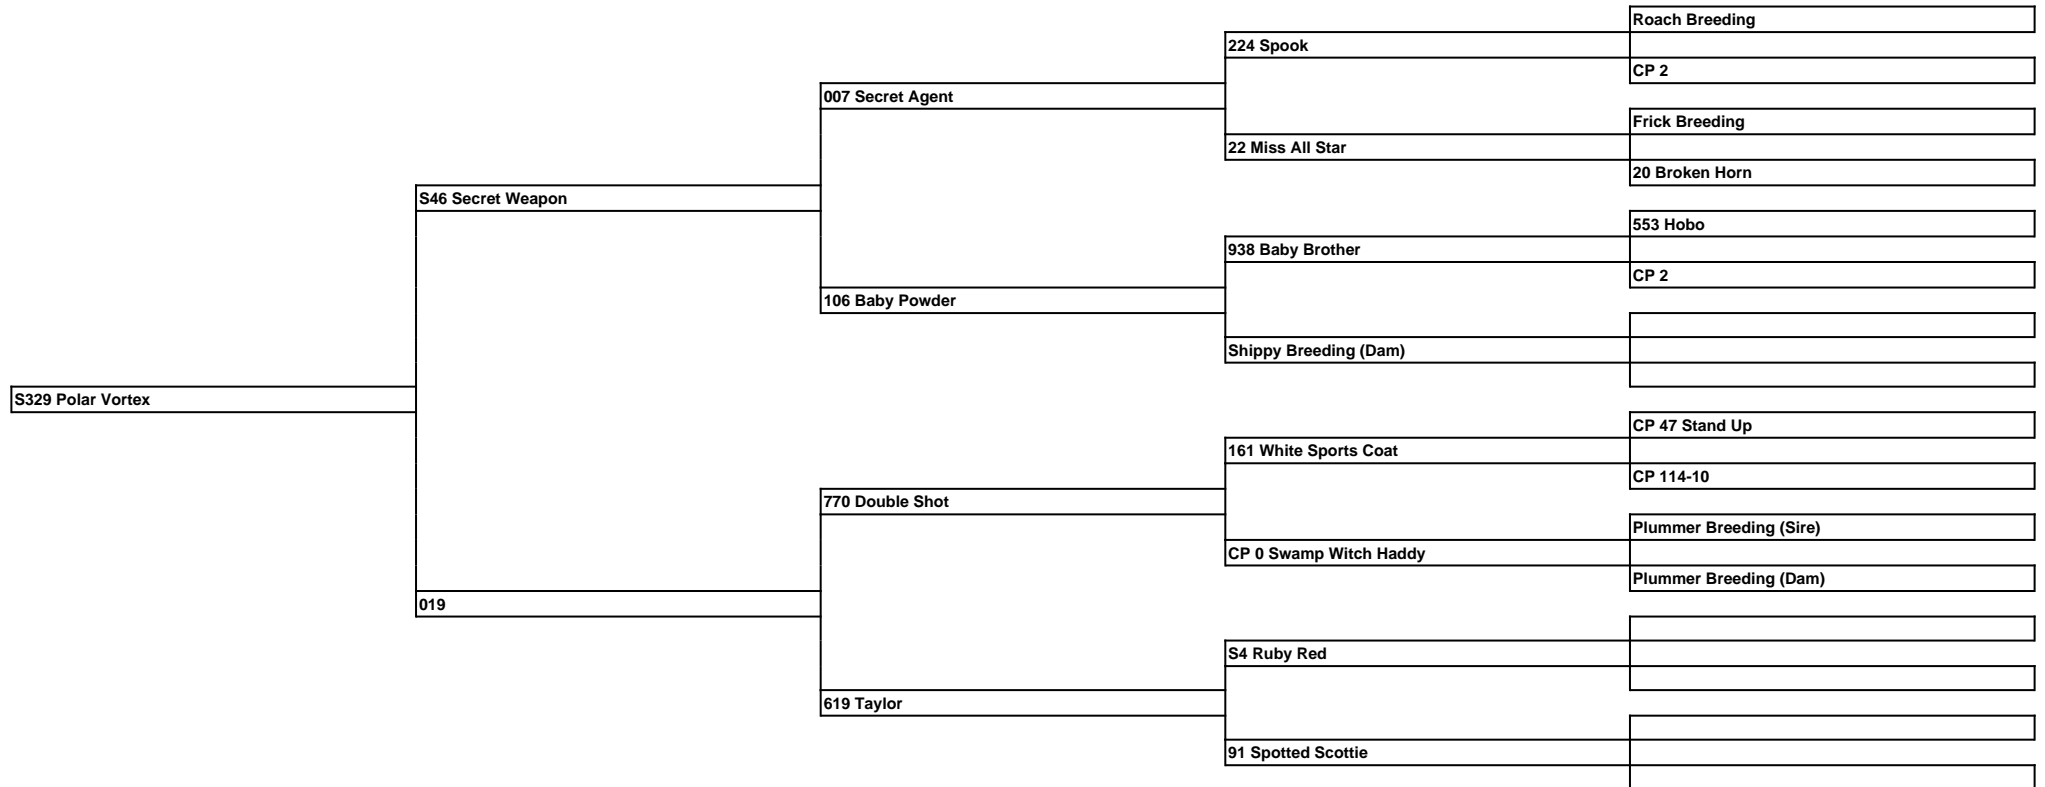 Roach Breeding
224 Spook
CP 2
007 Secret Agent
Frick Breeding
22 Miss All Star
20 Broken Horn
S46 Secret Weapon
553 Hobo
938 Baby Brother
CP 2
106 Baby Powder
Shippy Breeding (Dam)
S329 Polar Vortex
CP 47 Stand Up
161 White Sports Coat
CP 114-10
770 Double Shot
Plummer Breeding (Sire)
CP 0 Swamp Witch Haddy
Plummer Breeding (Dam)
019
S4 Ruby Red
619 Taylor
91 Spotted Scottie